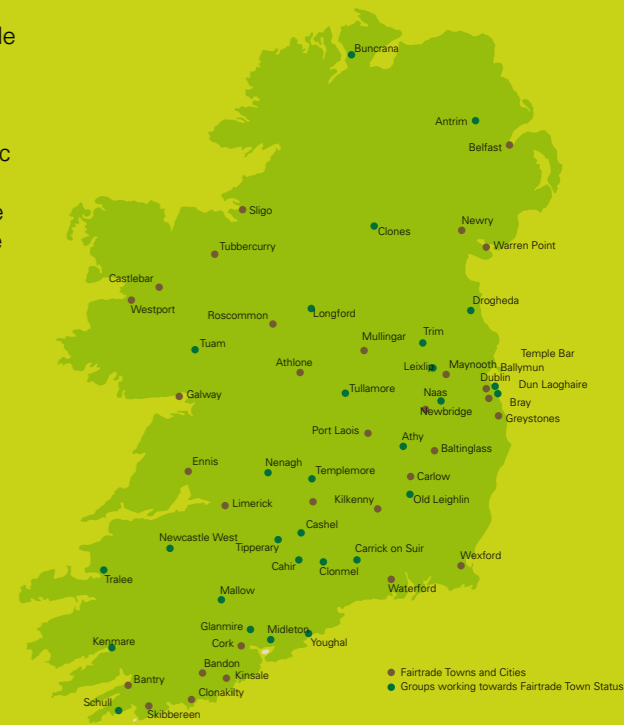 le
c
e
e
Buncrana
Antrim
Belfast
Sligo
Newry
Clones
Tubbercurry
Warren Point
Castlebar
Westport
Drogheda
Roscommon
Longford
Trim
Mullingar
Tuam
Temple Bar
Athlone
Leixlip
Maynooth
Ballymun
Dublin
Dun Laoghaire
Tullamore
Naas
Galway
Bray
Newbridge
Greystones
Port Laois
Athy
Baltinglass
Ennis
Nenagh
Templemore
Carlow
Limerick
Kilkenny
Old Leighlin
Cashel
Newcastle West
Tipperary
Carrick on Suir
Wexford
Cahir
Clonmel
Tralee
Waterford
Mallow
Glanmire
Midleton
Kenmare
Cork
Youghal
Bandon
Bantry
Kinsale
Clonakilty
Schull
Skibbereen
Fairtrade Towns and Cities
Groups working towards Fairtrade Town Status